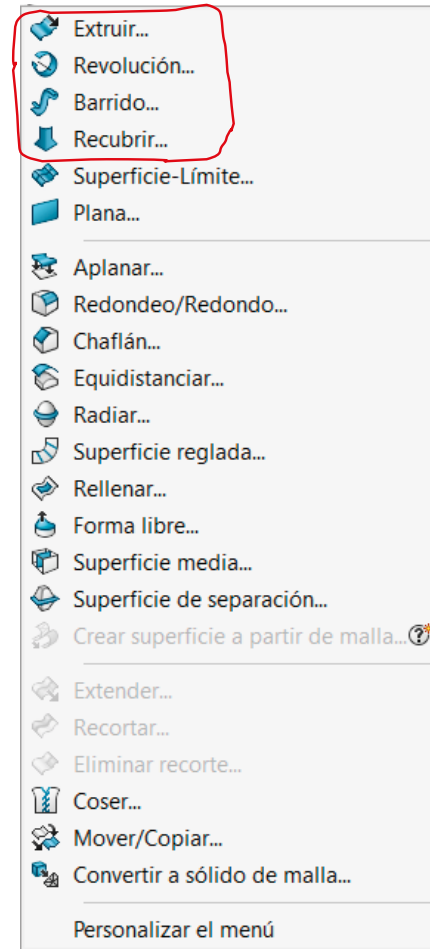 Extruir...
Revolución...
Barrido...
Recubrir...
Superficie-Límite...
Plana...
Aplanar...
Redondeo/Redondo...
Chaflán...
Equidistanciar...
Radiar...
Superficie reglada...
Rellenar...
Forma libre...
Superficie media...
Superficie de separación...
Crear superficie a partir de malla...
Extender...
Recortar...
Eliminar recorte...
Coser...
Mover/Copiar...
Convertir a sólido de malla...
Personalizar el menú